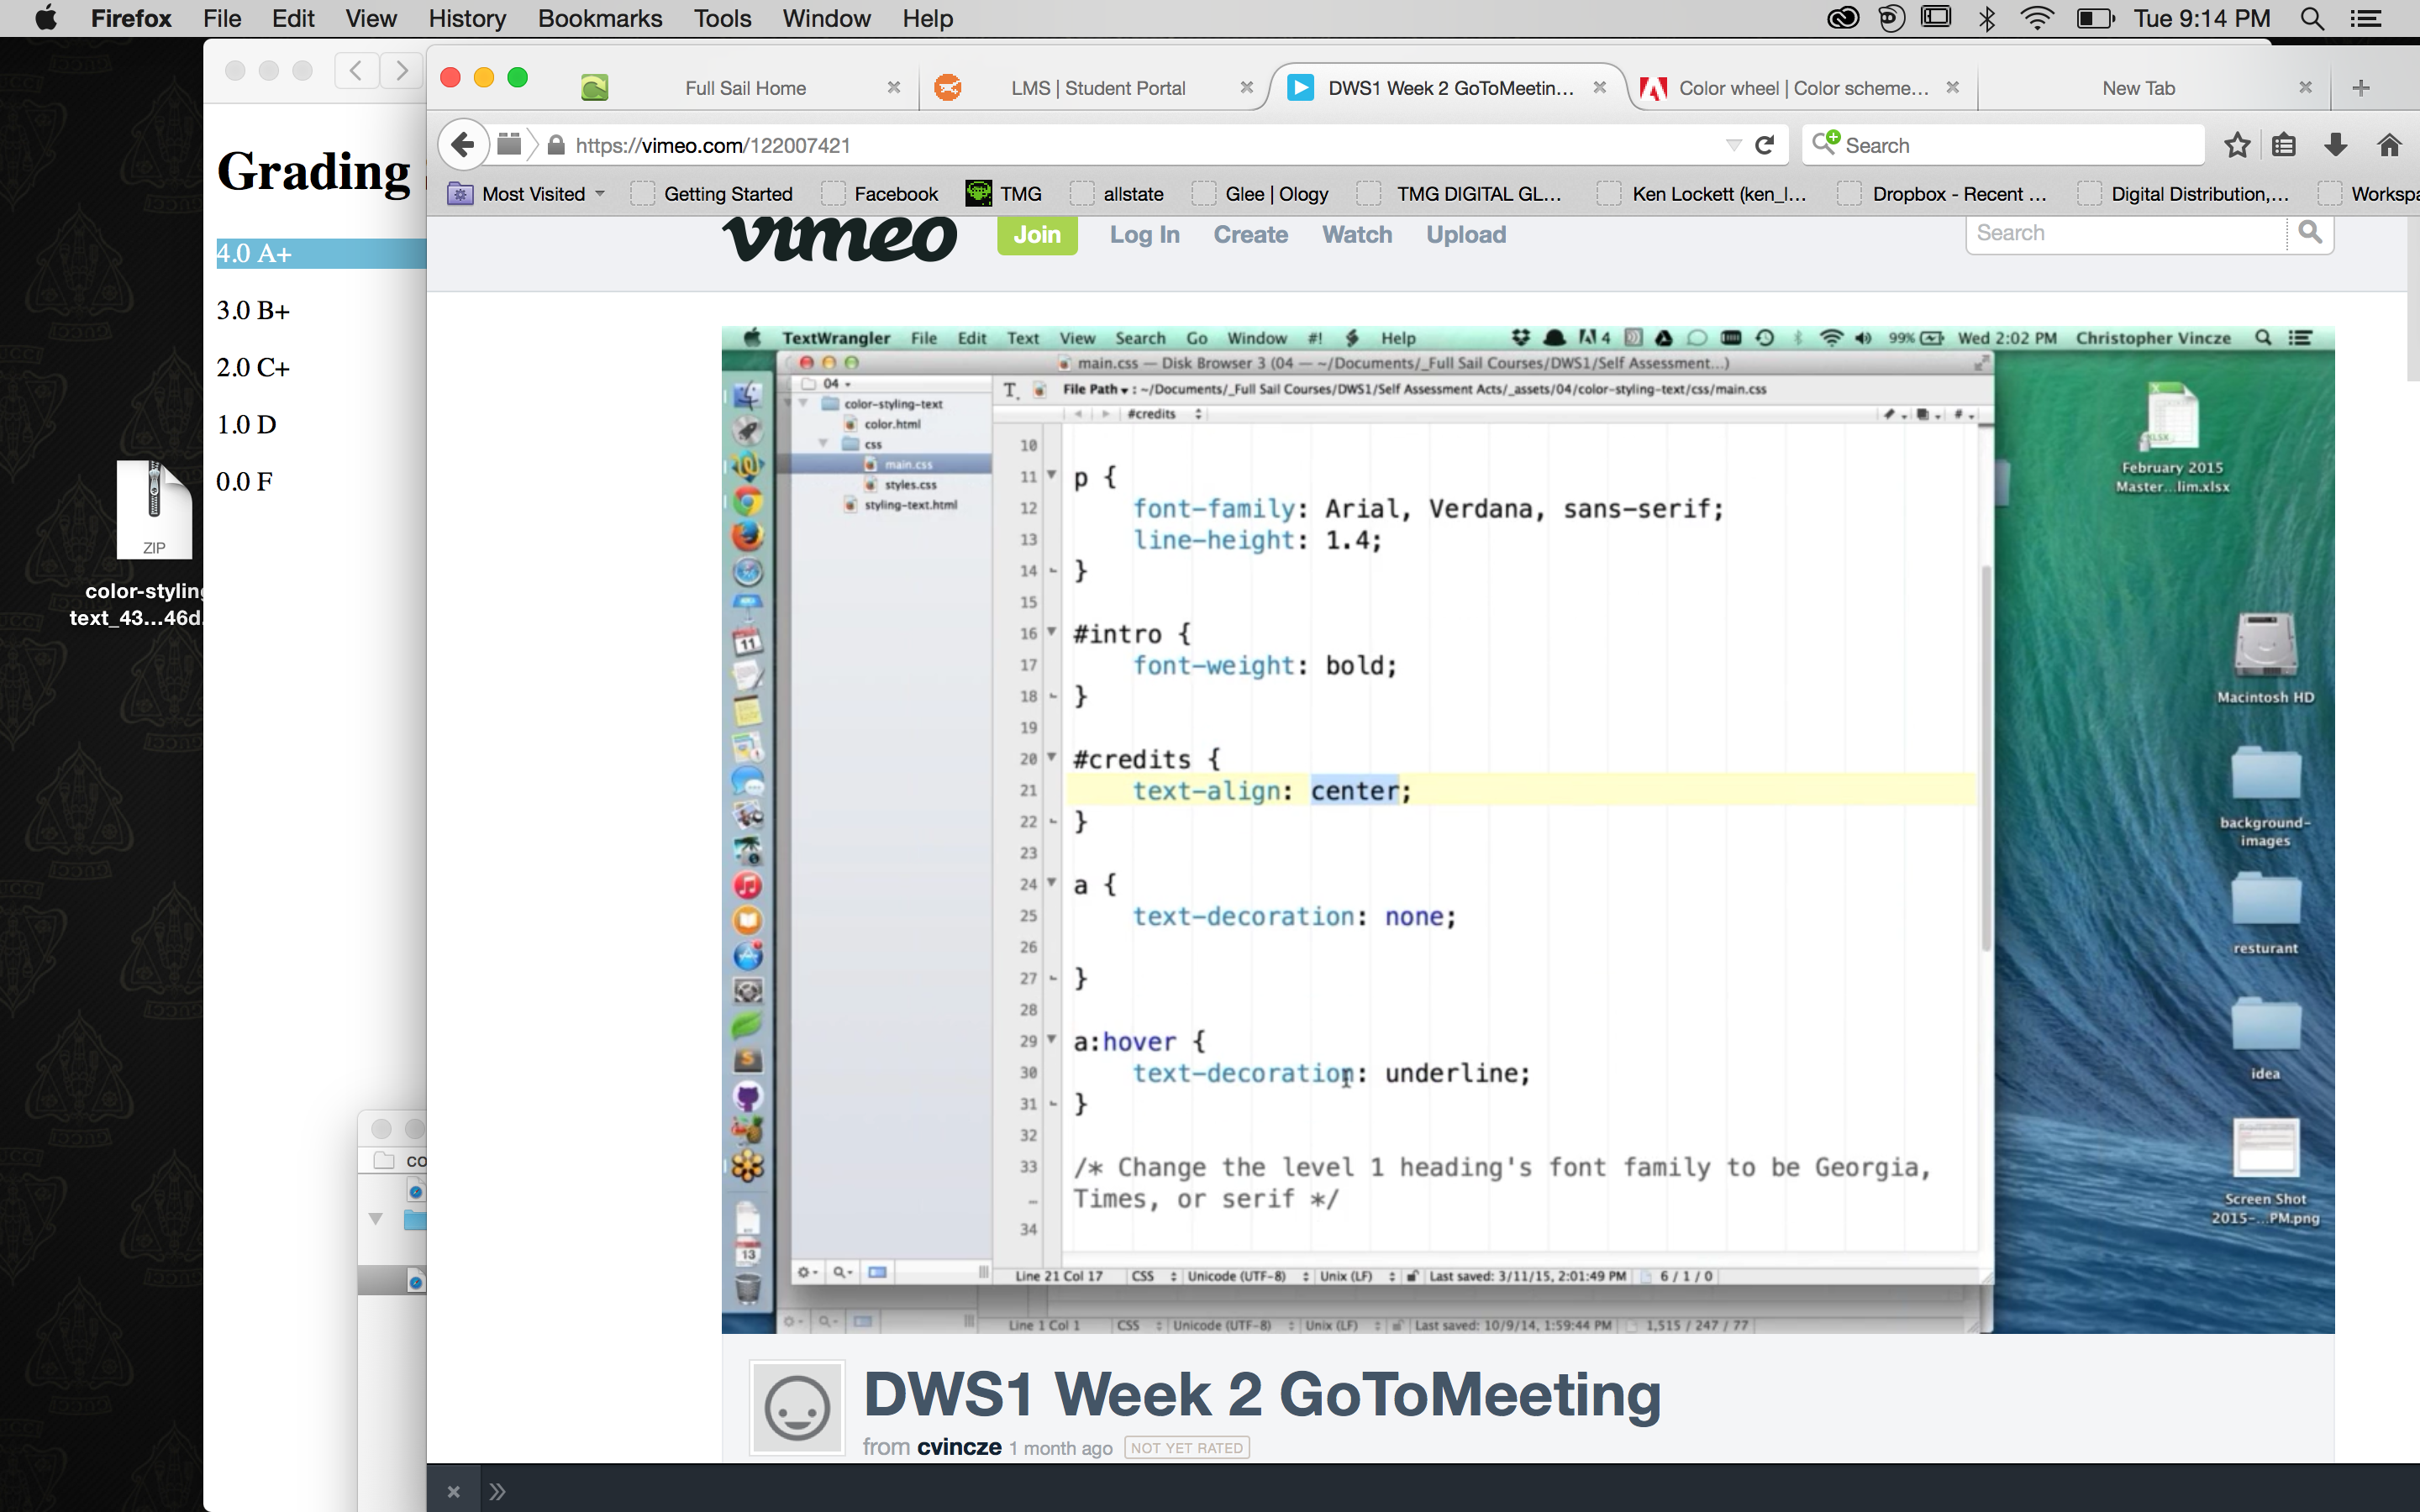 Firefox File Edit View History Bookmarks Tools Window Help Tue 9:14 PM
Full Sail Home LMS | Student Portal DWS1 Week 2 GoToMeetin... Color wheel | Color scheme... New Tab
https://vimeo.com/122007421 Search
Most Visited Getting Started Facebook TMG allstate Glee | Ology TMG DIGITAL GL... Ken Lockett (ken_l... Dropbox - Recent ... Digital Distribution,... Workspa
Grading
4.0 A+
3.0 B+
2.0 C+
1.0 D
0.0 F
ZIP
color-styling
text_43...46d.
co
vimeo Join Log In Create Watch Upload Search
TextWrangler File Edit Text View Search Go Window #! Help 4 99% Wed 2:02 PM Christopher Vincze
main.css — Disk Browser 3 (04 — ~/Documents/_Full Sail Courses/DWS1/Self Assessment...)
04
File Path : ~/Documents/_Full Sail Courses/DWS1/Self Assessment Acts/_assets/04/color-styling-text/css/main.css
#credits
color-styling-text
color.html
css
main.css
styles.css
styling-text.html
10
11 p {
12 font-family: Arial, Verdana, sans-serif;
13 line-height: 1.4;
14 }
15
16 #intro {
17 font-weight: bold;
18 }
19
20 #credits {
21 text-align: center;
22 }
23
24 a {
25 text-decoration: none;
26
27 }
28
29 a:hover {
30 text-decoration: underline;
31 }
32
33 /* Change the level 1 heading's font family to be Georgia,
Times, or serif */
34
Line 21 Col 17 CSS Unicode (UTF-8) Unix (LF) Last saved: 3/11/15, 2:01:49 PM 6 / 1 / 0
Line 1 Col 1 CSS Unicode (UTF-8) Unix (LF) Last saved: 10/9/14, 1:59:44 PM 1,515 / 247 / 77
11
13
XLSX
February 2015
Master...lim.xlsx
Macintosh HD
background-
images
resturant
idea
Screen Shot
2015-...PM.png
DWS1 Week 2 GoToMeeting
from cvincze 1 month ago NOT YET RATED